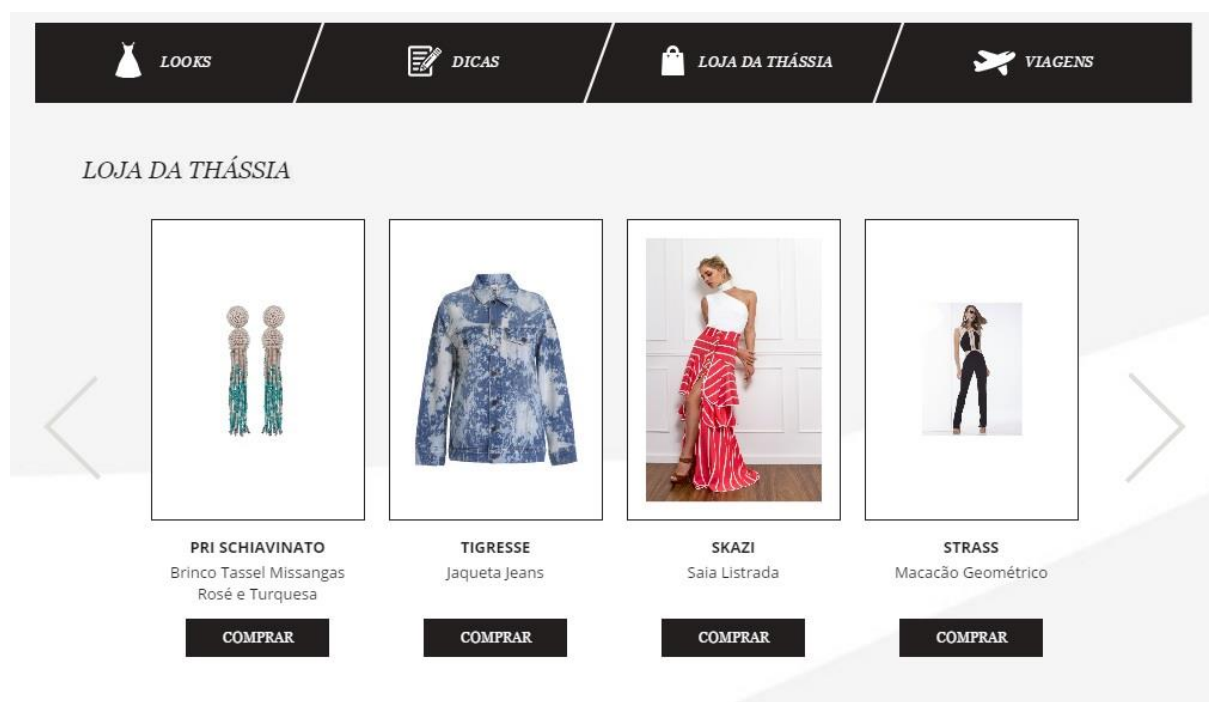 LOOKS
DICAS
LOJA DA THÁSSIA
VIAGENS
LOJA DA THÁSSIA
PRI SCHIAVINATO
Brinco Tassel Missangas
Rosé e Turquesa
COMPRAR
TIGRESSE
Jaqueta Jeans
COMPRAR
SKAZI
Saia Listrada
COMPRAR
STRASS
Macacão Geométrico
COMPRAR